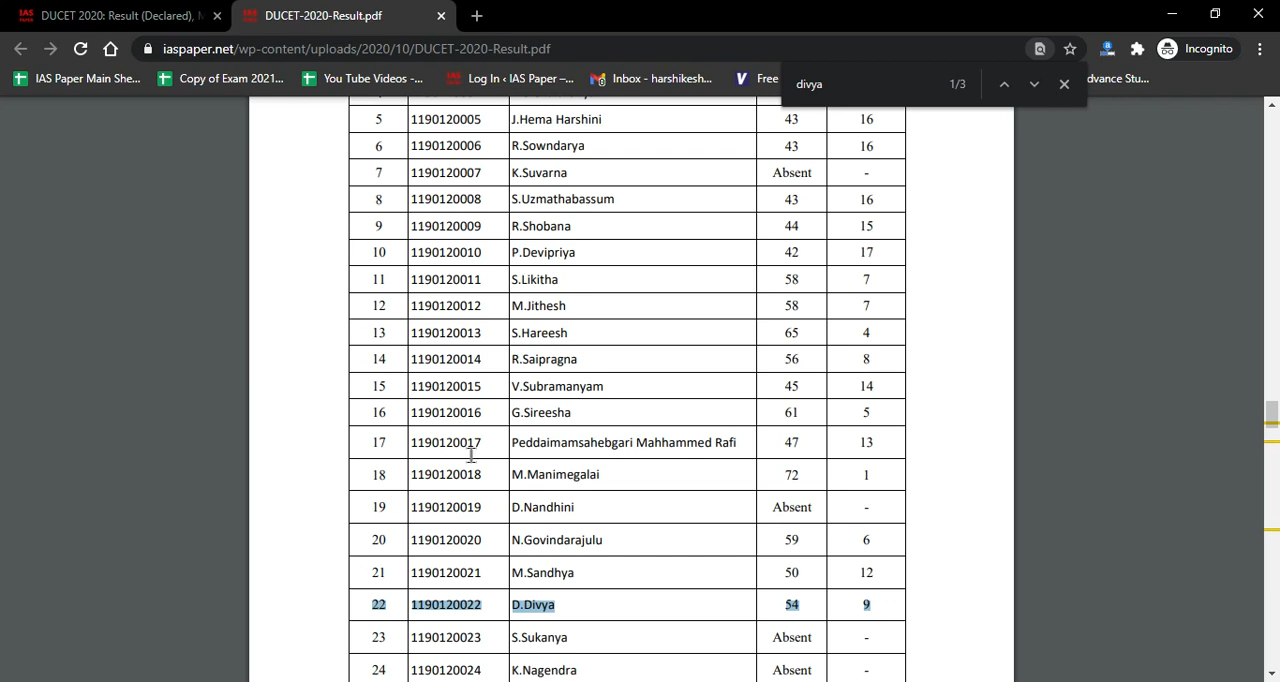 DUCET 2020: Result (Declared),
DUCET-2020-Result.pdf
iaspaper.net/wp-content/uploads/2020/10/DUCET-2020-Result.pdf
Incognito
IAS Paper Main She...
Copy of Exam 2021...
You Tube Videos -...
Log In ‹ IAS Paper –...
Inbox - harshikesh...
Free
dvance Stu...
divya 1/3
5 1190120005 J.Hema Harshini 43 16
6 1190120006 R.Sowndarya 43 16
7 1190120007 K.Suvarna Absent -
8 1190120008 S.Uzmathabassum 43 16
9 1190120009 R.Shobana 44 15
10 1190120010 P.Devipriya 42 17
11 1190120011 S.Likitha 58 7
12 1190120012 M.Jithesh 58 7
13 1190120013 S.Hareesh 65 4
14 1190120014 R.Saipragna 56 8
15 1190120015 V.Subramanyam 45 14
16 1190120016 G.Sireesha 61 5
17 1190120017 Peddaimamsahebgari Mahhammed Rafi 47 13
18 1190120018 M.Manimegalai 72 1
19 1190120019 D.Nandhini Absent -
20 1190120020 N.Govindarajulu 59 6
21 1190120021 M.Sandhya 50 12
22 1190120022 D.Divya 54 9
23 1190120023 S.Sukanya Absent -
24 1190120024 K.Nagendra Absent -